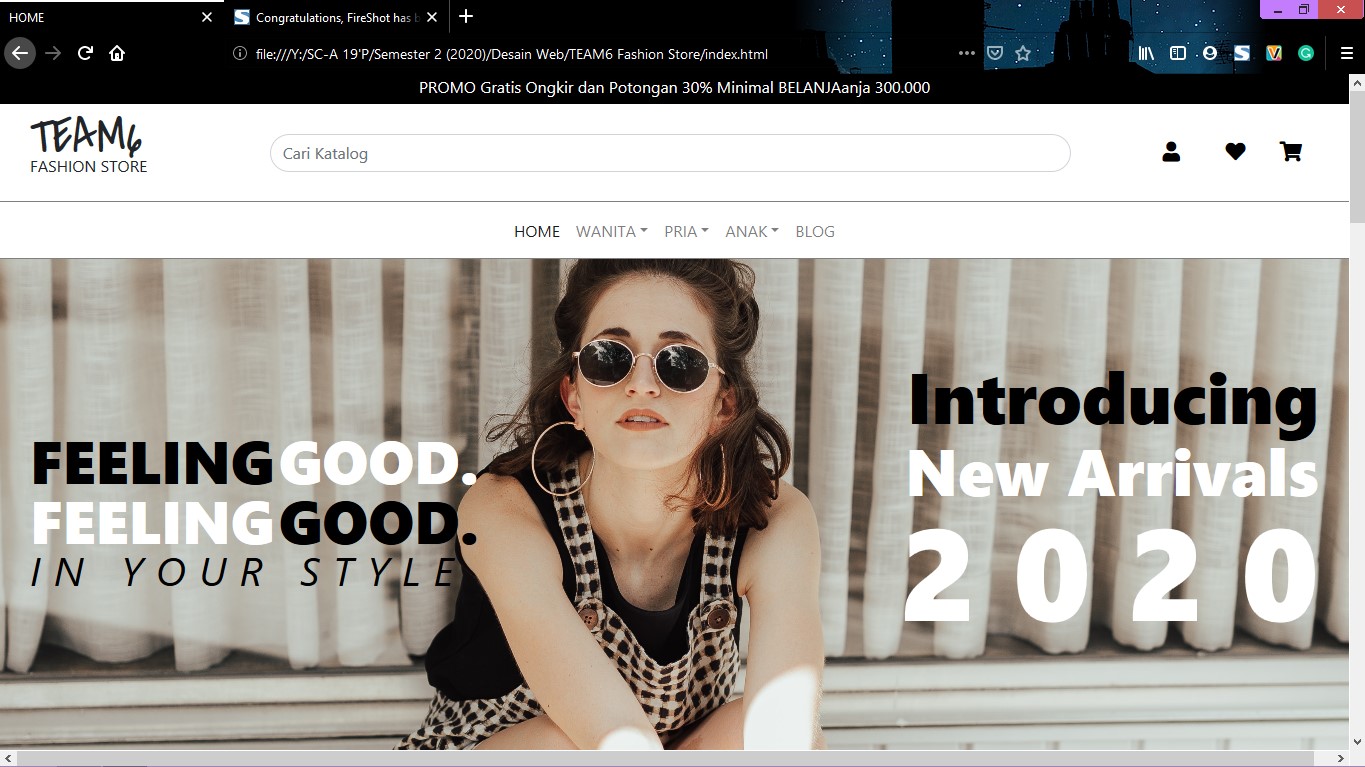 HOME
Congratulations, FireShot has b
file:///Y:/SC-A 19'P/Semester 2 (2020)/Desain Web/TEAM6 Fashion Store/index.html
PROMO Gratis Ongkir dan Potongan 30% Minimal BELANJAanja 300.000
TEAM6
FASHION STORE
Cari Katalog
HOME WANITA PRIA ANAK BLOG
FEELING GOOD.
FEELING GOOD.
IN YOUR STYLE
Introducing
New Arrivals
2020